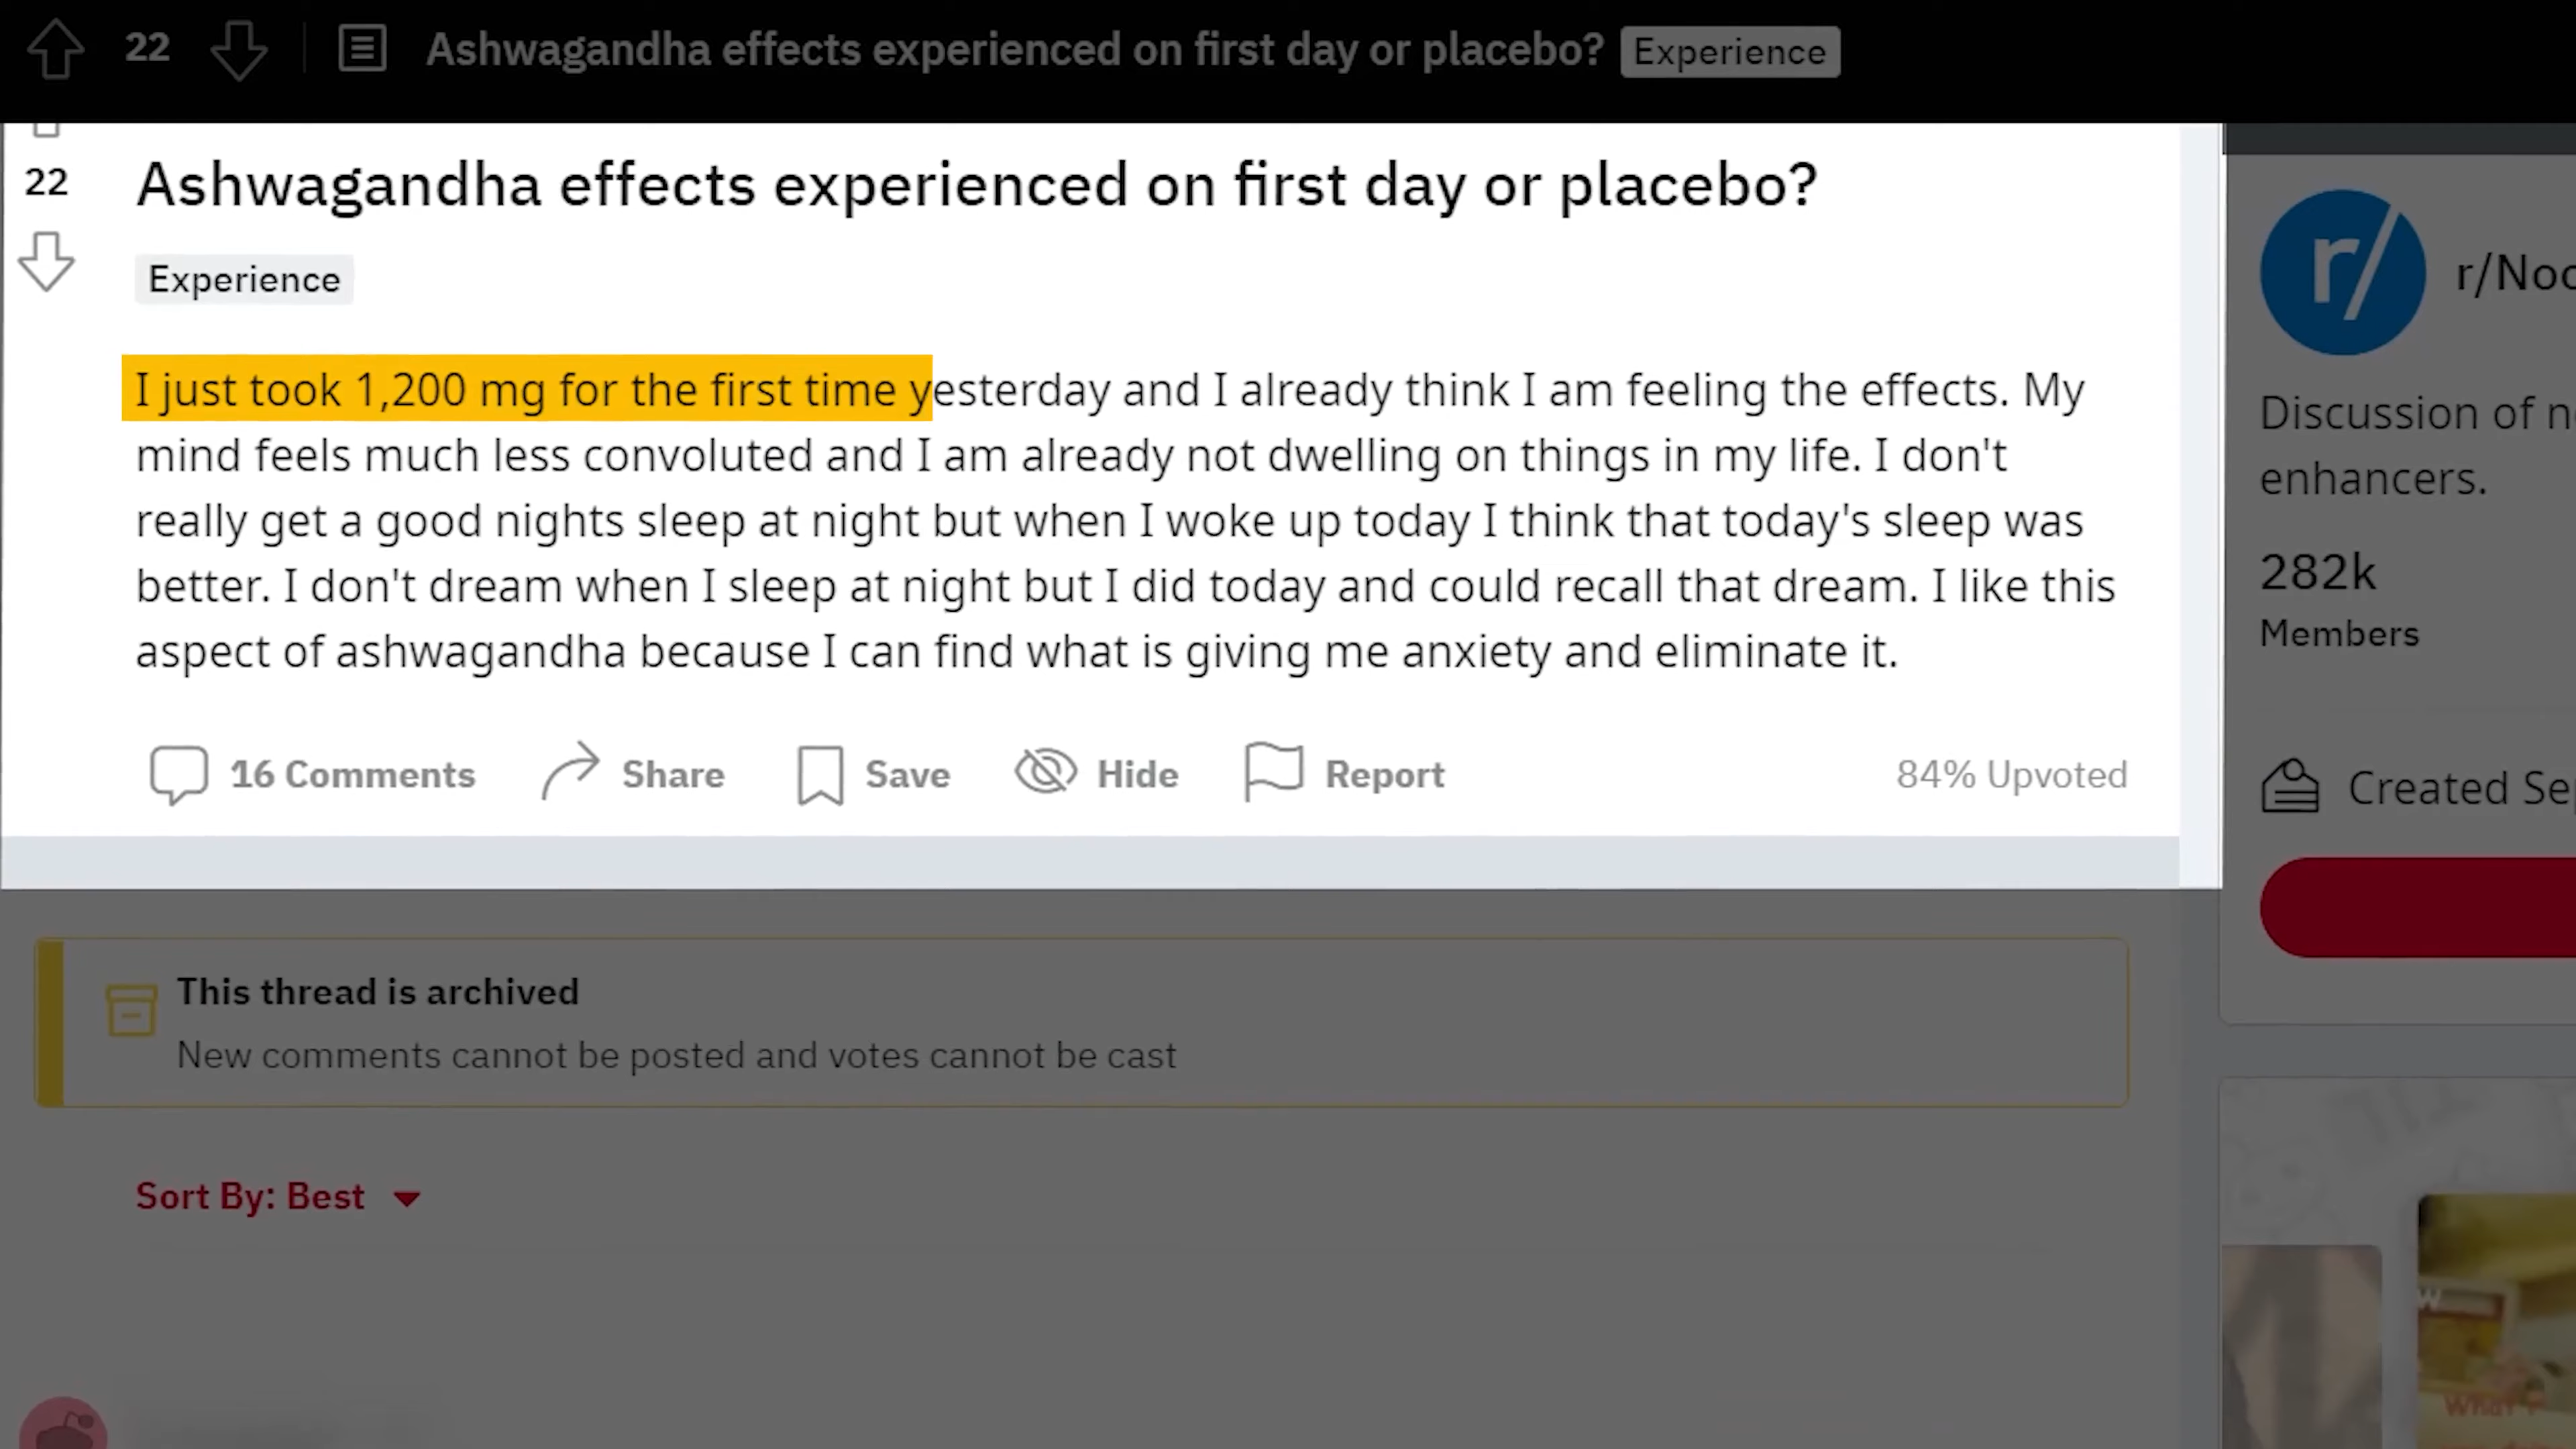 22
Ashwagandha effects experienced on first day or placebo?
Experience
22
Ashwagandha effects experienced on first day or placebo?
Experience
I just took 1,200 mg for the first time yesterday and I already think I am feeling the effects. My
mind feels much less convoluted and I am already not dwelling on things in my life. I don't
really get a good nights sleep at night but when I woke up today I think that today's sleep was
better. I don't dream when I sleep at night but I did today and could recall that dream. I like this
aspect of ashwagandha because I can find what is giving me anxiety and eliminate it.
16 Comments
Share
Save
Hide
Report
84% Upvoted
This thread is archived
New comments cannot be posted and votes cannot be cast
Sort By: Best
r/
r/Noo
Discussion of
enhancers.
282k
Members
Created